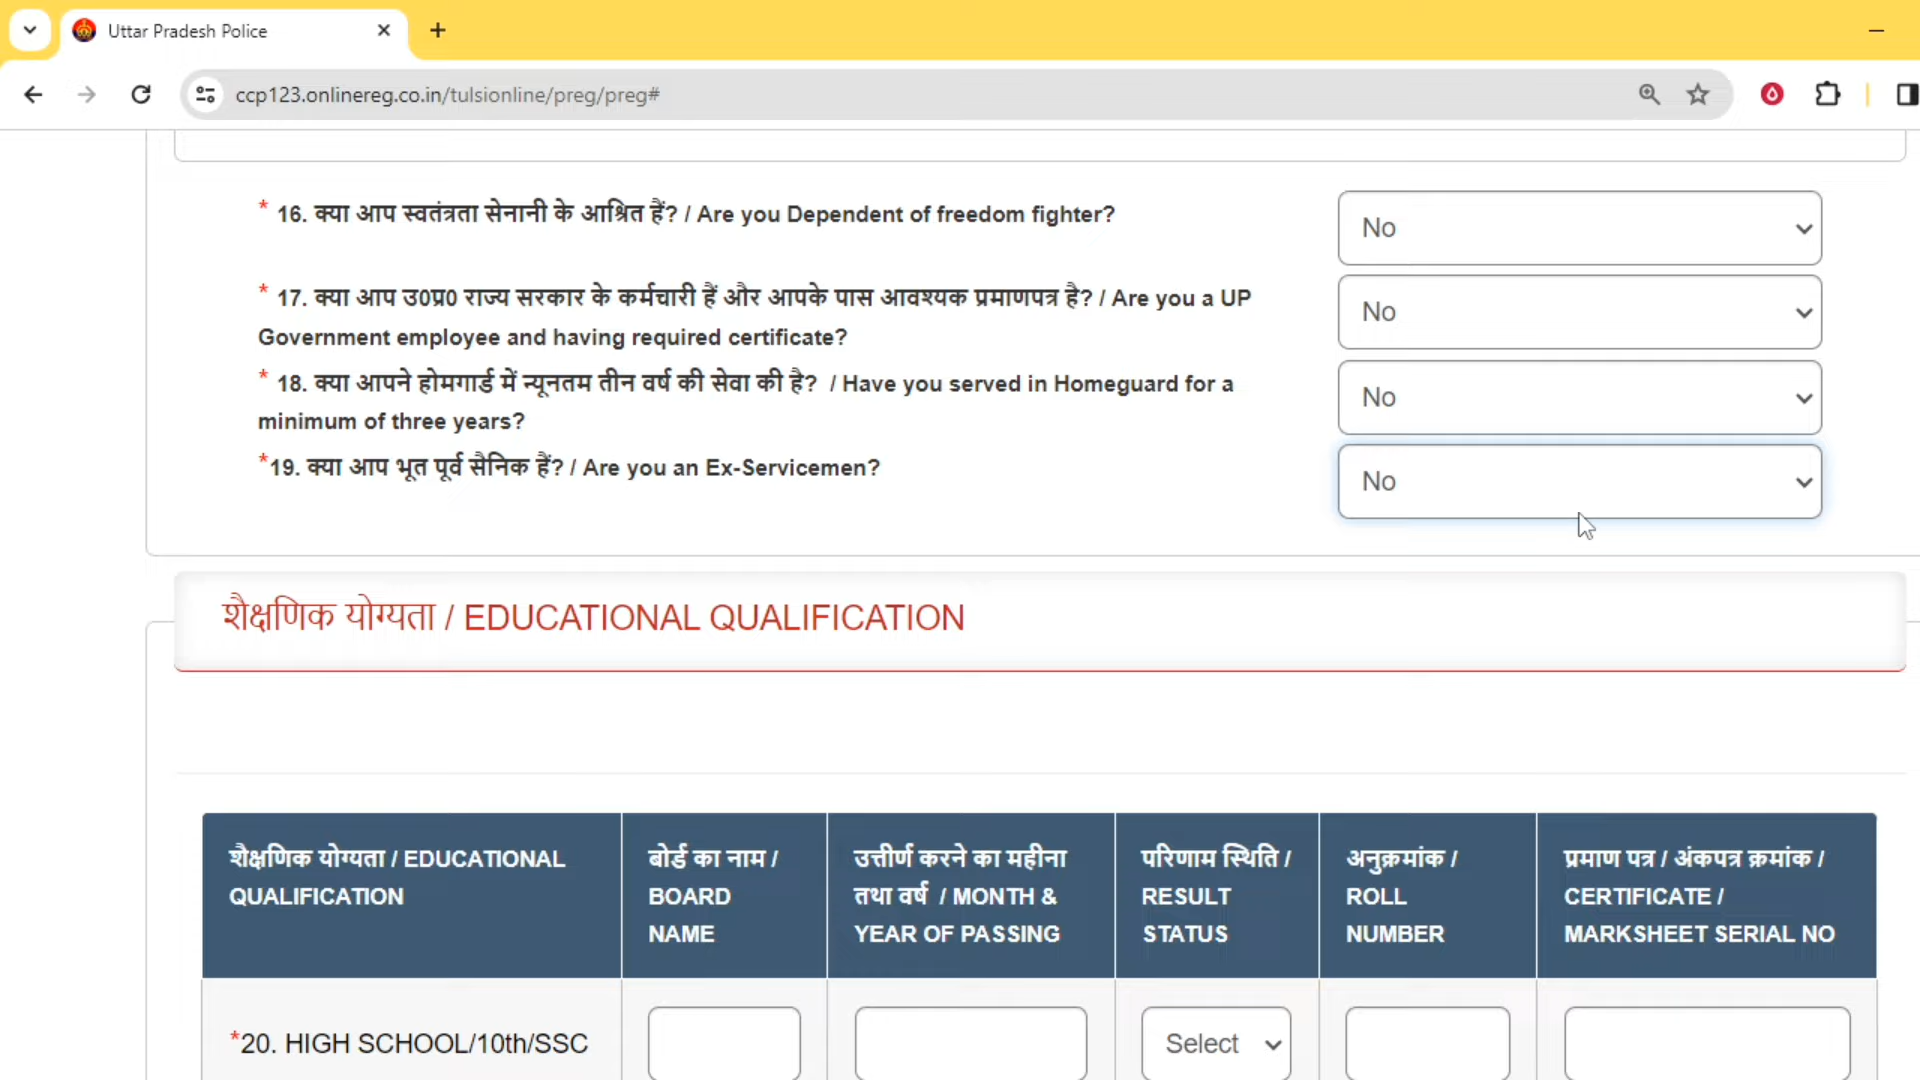 Uttar Pradesh Police
ccp123.onlinereg.co.in/tulsionline/preg/preg#
* 16. क्या आप स्वतंत्रता सेनानी के आश्रित हैं? / Are you Dependent of freedom fighter?
No
* 17. क्या आप उ0प्र0 राज्य सरकार के कर्मचारी हैं और आपके पास आवश्यक प्रमाणपत्र है? / Are you a UP
Government employee and having required certificate?
No
* 18. क्या आपने होमगार्ड में न्यूनतम तीन वर्ष की सेवा की है? / Have you served in Homeguard for a
minimum of three years?
No
*19. क्या आप भूत पूर्व सैनिक हैं? / Are you an Ex-Servicemen?
No
शैक्षणिक योग्यता / EDUCATIONAL QUALIFICATION
शैक्षणिक योग्यता / EDUCATIONAL
QUALIFICATION
बोर्ड का नाम /
BOARD
NAME
उत्तीर्ण करने का महीना
तथा वर्ष / MONTH &
YEAR OF PASSING
परिणाम स्थिति /
RESULT
STATUS
अनुक्रमांक /
ROLL
NUMBER
प्रमाण पत्र / अंकपत्र क्रमांक /
CERTIFICATE /
MARKSHEET SERIAL NO
*20. HIGH SCHOOL/10th/SSC
Select